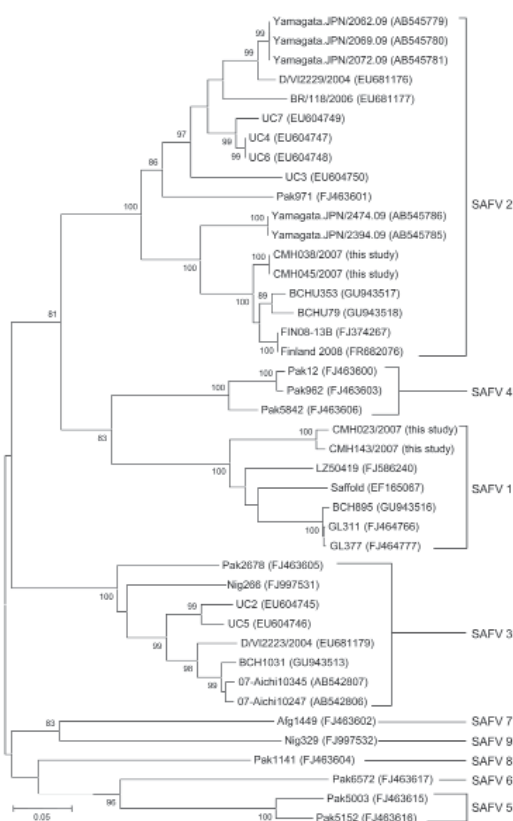 Yamagata.JPN/2062.09 (AB545779)
99
Yamagata.JPN/2069.09 (AB545780)
Yamagata.JPN/2072.09 (AB545781)
99
D/VI2229/2004 (EU681176)
BR/118/2006 (EU681177)
UC7 (EU604749)
97
UC4 (EU604747)
99
UC6 (EU604748)
99
86
UC3 (EU604750)
Pak971 (FJ463601)
SAFV 2
100
Yamagata.JPN/2474.09 (AB545786)
100
Yamagata.JPN/2394.09 (AB545785)
CMH038/2007 (this study)
100
100
CMH045/2007 (this study)
BCHU353 (GU943517)
89
100
BCHU79 (GU943518)
81
FIN08-13B (FJ374267)
Finland 2008 (FR682076)
100
Pak12 (FJ463600)
100
Pak962 (FJ463603)
100
SAFV 4
Pak5842 (FJ463606)
CMH023/2007 (this study)
100
83
CMH143/2007 (this study)
LZ50419 (FJ586240)
100
Saffold (EF165067)
SAFV 1
BCH895 (GU943516)
GL311 (FJ464766)
100
GL377 (FJ464777)
Pak2678 (FJ463605)
Nig266 (FJ997531)
100
UC2 (EU604745)
99
UC5 (EU604746)
SAFV 3
D/VI2223/2004 (EU681179)
99
BCH1031 (GU943513)
98
07-Aichi10345 (AB542807)
99
07-Aichi10247 (AB542806)
Afg1449 (FJ463602)
SAFV 7
83
Nig329 (FJ997532)
SAFV 9
Pak1141 (FJ463604)
SAFV 8
Pak6572 (FJ463617)
SAFV 6
96
Pak5003 (FJ463615)
SAFV 5
0.05
100
Pak5152 (FJ463616)